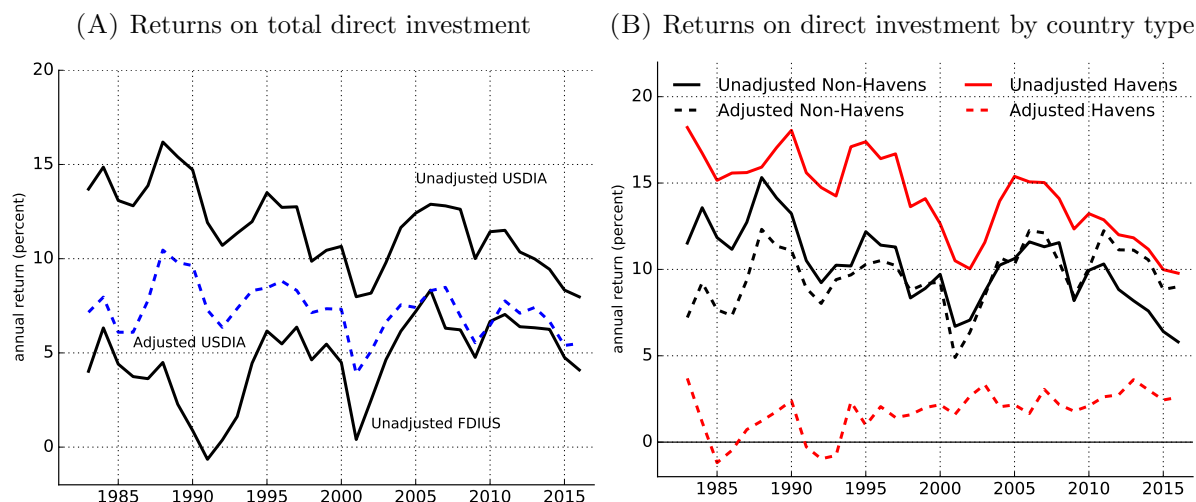 (A) Returns on total direct investment
annual return (percent)
20
15
10
5
0
Unadjusted USDIA
Adjusted USDIA
Unadjusted FDIUS
1985 1990 1995 2000 2005 2010 2015
(B) Returns on direct investment by country type
annual return (percent)
Unadjusted Non-Havens
Adjusted Non-Havens
Unadjusted Havens
Adjusted Havens
20
15
10
5
0
1985 1990 1995 2000 2005 2010 2015